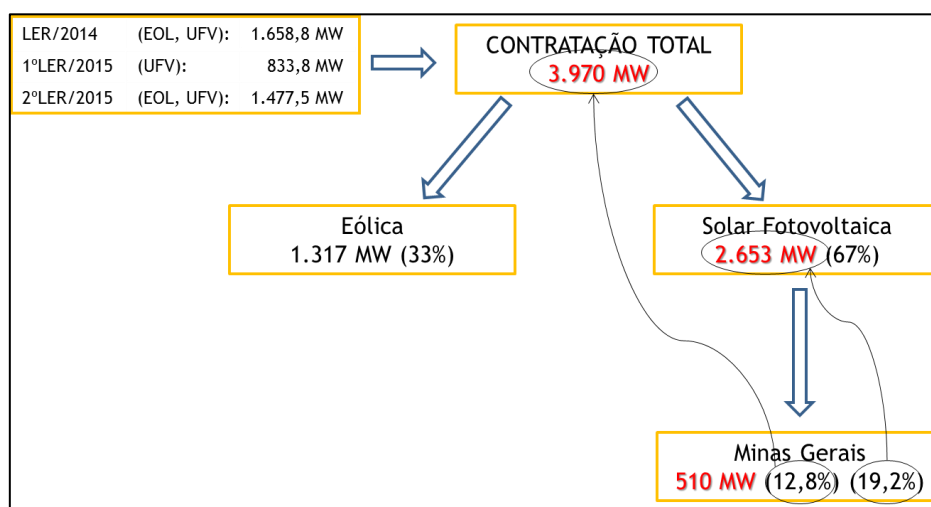 LER/2014 (EOL, UFV): 1.658,8 MW
1ºLER/2015 (UFV): 833,8 MW
2ºLER/2015 (EOL, UFV): 1.477,5 MW
CONTRATAÇÃO TOTAL
3.970 MW
Eólica
1.317 MW (33%)
Solar Fotovoltaica
2.653 MW (67%)
Minas Gerais
510 MW (12,8%) (19,2%)